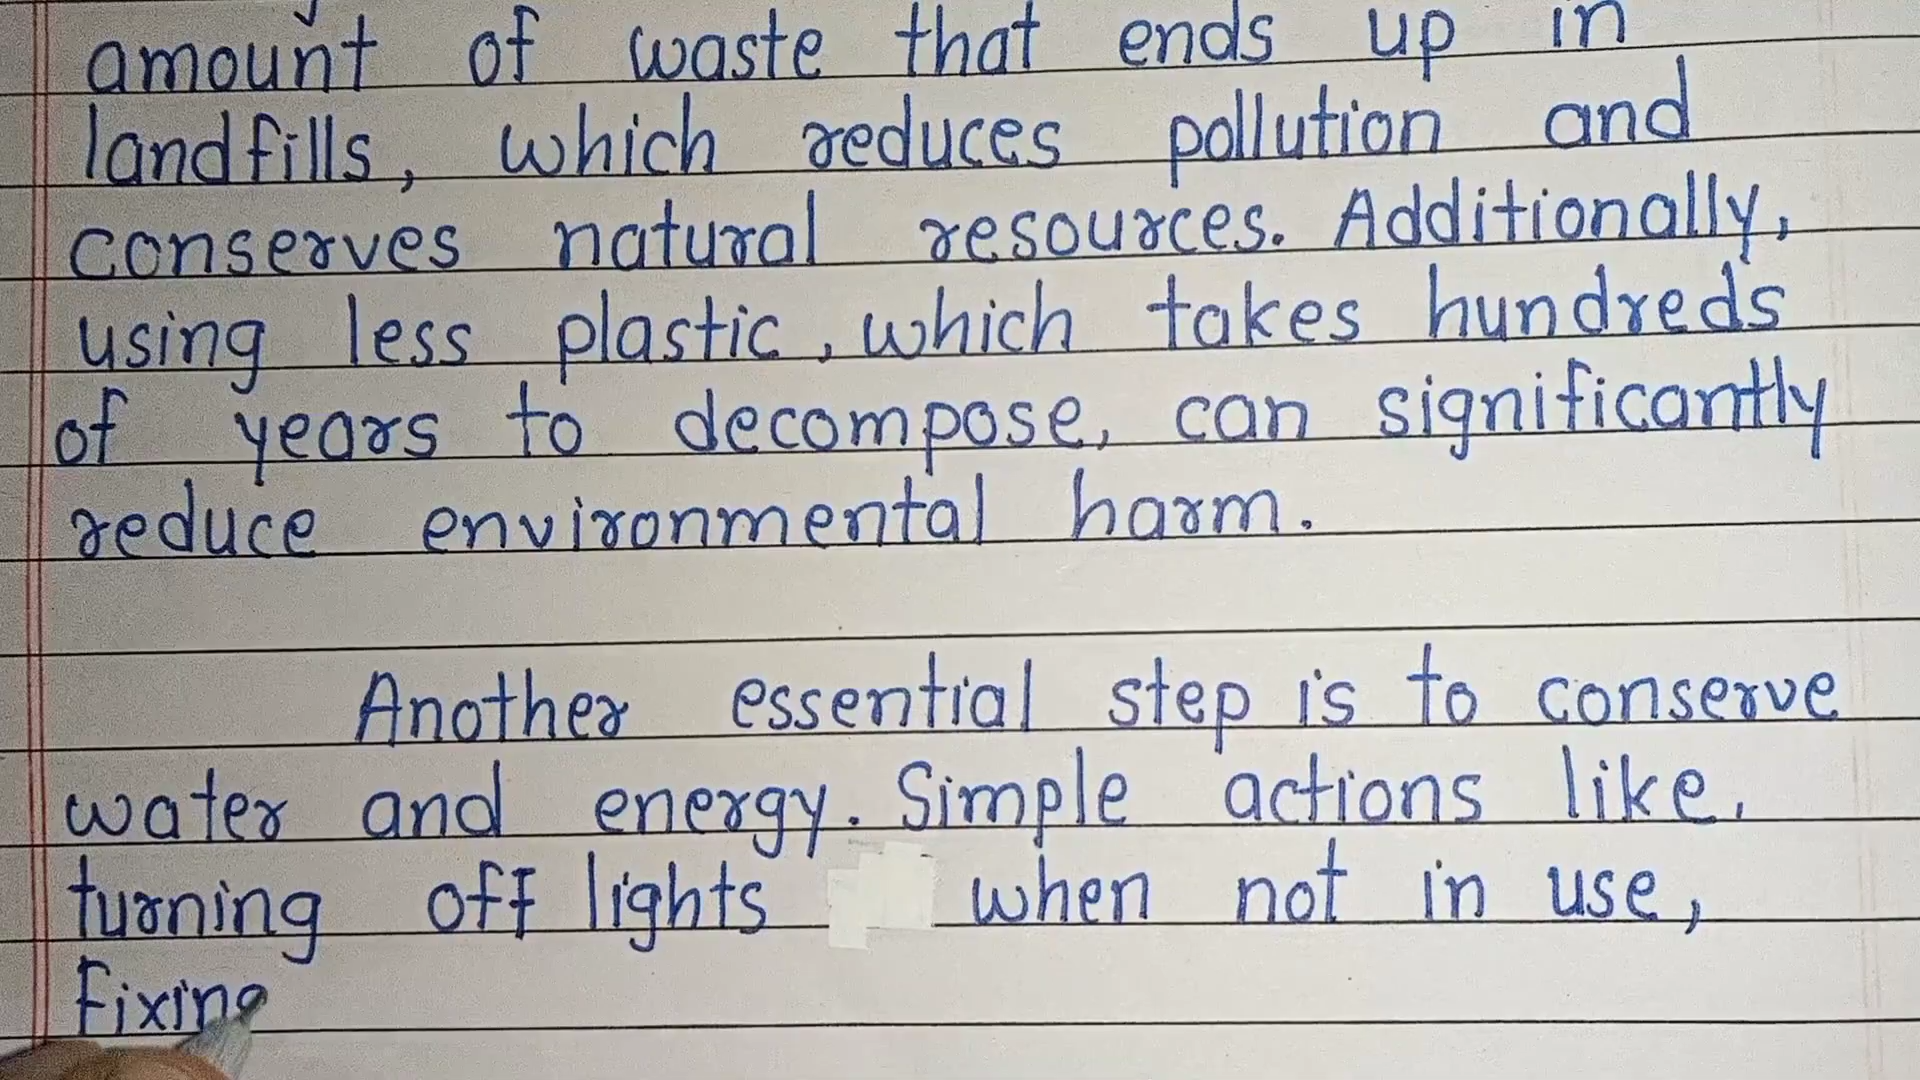 amount of waste that ends up in
landfills, which reduces pollution and
conserves natural resources. Additionally,
using less plastic, which takes hundreds
of years to decompose, can significantly
reduce environmental harm.
Another essential step is to conserve
water and energy. Simple actions like,
turning off lights when not in use,
Fixing